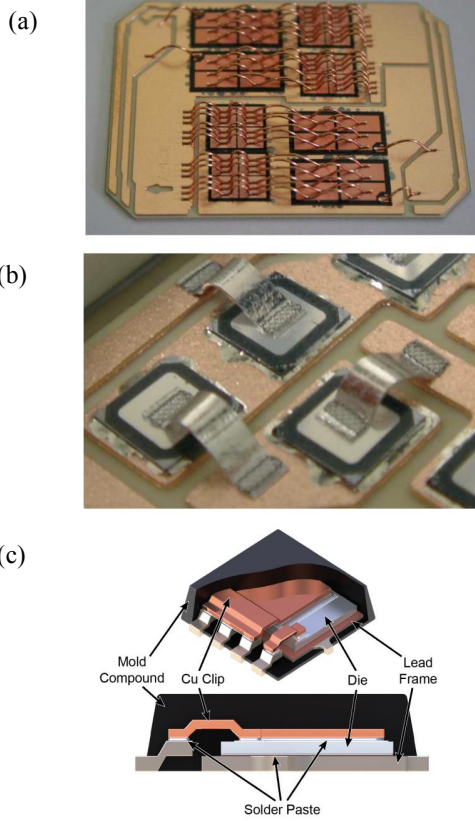 (a)
(b)
(c)
Mold
Compound
Cu Clip
Die
Lead
Frame
Solder Paste